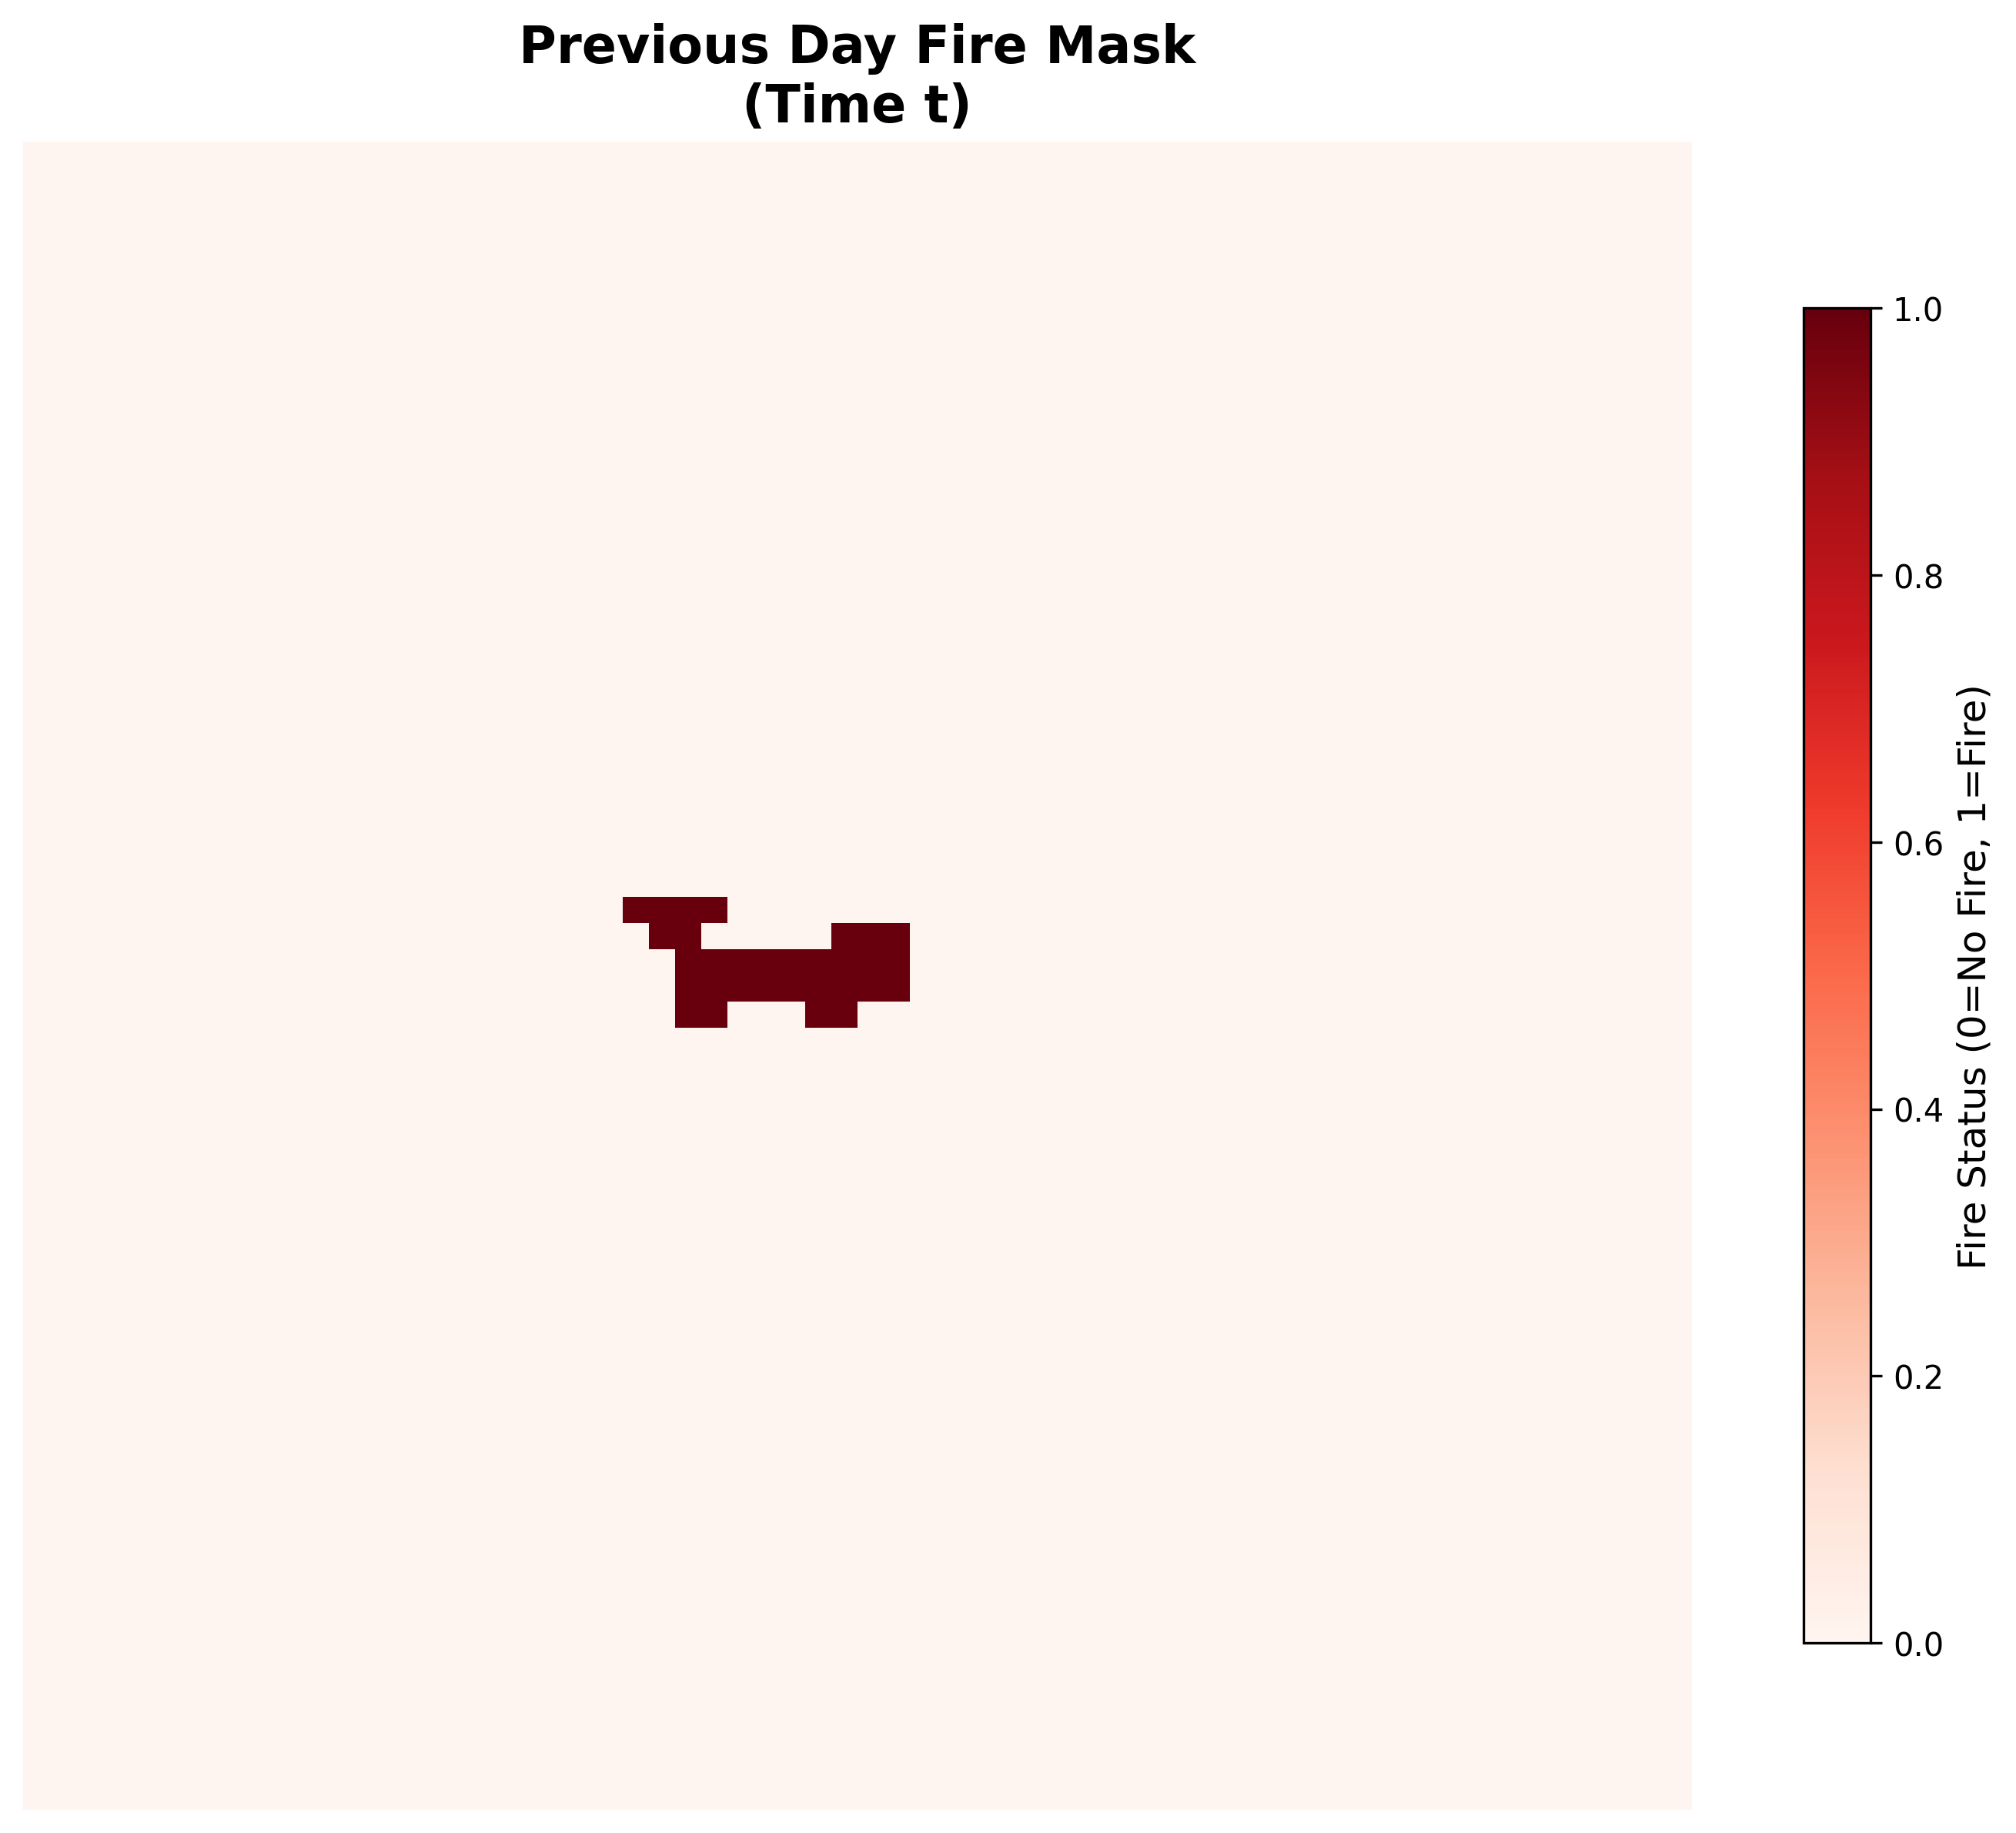 Previous Day Fire Mask
(Time t)
1.0
0.8
0.6
0.4
0.2
0.0
Fire Status (0=No Fire, 1=Fire)